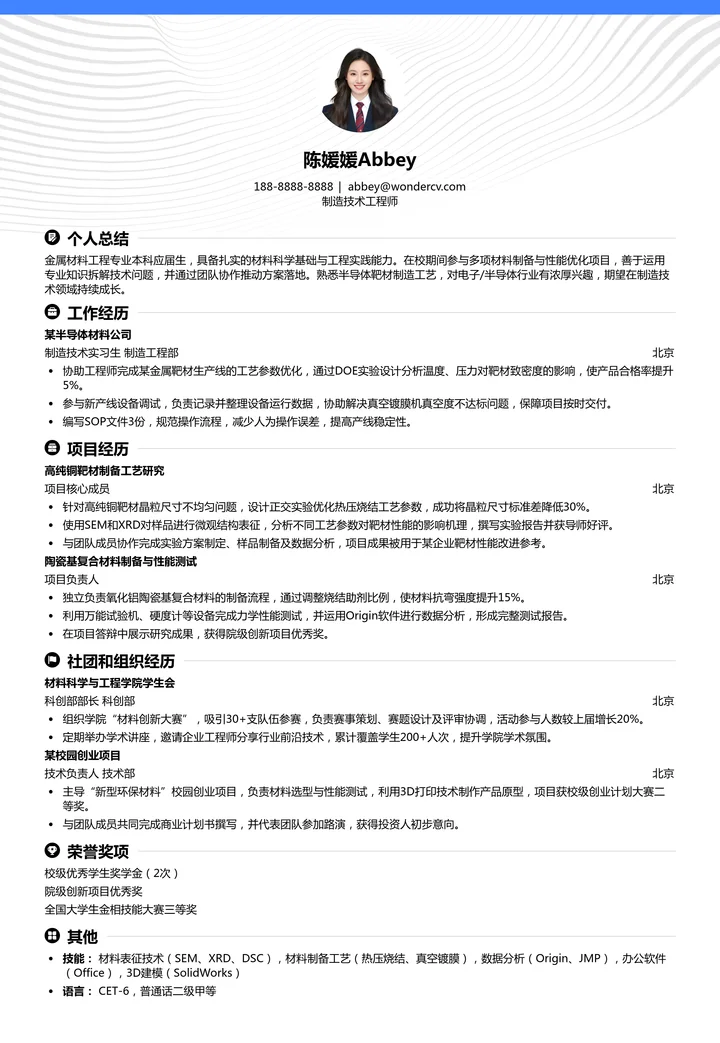 陈媛媛Abbey
188-8888-8888 | abbey@wondercv.com
制造技术工程师
个人总结
金属材料工程专业本科应届生，具备扎实的材料科学基础与工程实践能力。在校期间参与多项材料制备与性能优化项目，善于运用
专业知识拆解技术问题，并通过团队协作推动方案落地。熟悉半导体靶材制造工艺，对电子/半导体行业有浓厚兴趣，期望在制造技
术领域持续成长。
工作经历
某半导体材料公司
制造技术实习生 制造工程部 北京
• 协助工程师完成某金属靶材生产线的工艺参数优化，通过DOE实验设计分析温度、压力对靶材致密度的影响，使产品合格率提升
5%。
• 参与新产线设备调试，负责记录并整理设备运行数据，协助解决真空镀膜机真空度不达标问题，保障项目按时交付。
• 编写SOP文件3份，规范操作流程，减少人为操作误差，提高产线稳定性。
项目经历
高纯铜靶材制备工艺研究
项目核心成员 北京
• 针对高纯铜靶材晶粒尺寸不均匀问题，设计正交实验优化热压烧结工艺参数，成功将晶粒尺寸标准差降低30%。
• 使用SEM和XRD对样品进行微观结构表征，分析不同工艺参数对靶材性能的影响机理，撰写实验报告并获导师好评。
• 与团队成员协作完成实验方案制定、样品制备及数据分析，项目成果被用于某企业靶材性能改进参考。
陶瓷基复合材料制备与性能测试
项目负责人 北京
• 独立负责氧化铝陶瓷基复合材料的制备流程，通过调整烧结助剂比例，使材料抗弯强度提升15%。
• 利用万能试验机、硬度计等设备完成力学性能测试，并运用Origin软件进行数据分析，形成完整测试报告。
• 在项目答辩中展示研究成果，获得院级创新项目优秀奖。
社团和组织经历
材料科学与工程学院学生会
科创部部长 科创部 北京
• 组织学院“材料创新大赛”，吸引30+支队伍参赛，负责赛事策划、赛题设计及评审协调，活动参与人数较上届增长20%。
• 定期举办学术讲座，邀请企业工程师分享行业前沿技术，累计覆盖学生200+人次，提升学院学术氛围。
某校园创业项目
技术负责人 技术部 北京
• 主导“新型环保材料”校园创业项目，负责材料选型与性能测试，利用3D打印技术制作产品原型，项目获校级创业计划大赛二
等奖。
• 与团队成员共同完成商业计划书撰写，并代表团队参加路演，获得投资人初步意向。
荣誉奖项
校级优秀学生奖学金（2次）
院级创新项目优秀奖
全国大学生金相技能大赛三等奖
其他
• 技能： 材料表征技术（SEM、XRD、DSC），材料制备工艺（热压烧结、真空镀膜），数据分析（Origin、JMP），办公软件
（Office），3D建模（SolidWorks）
• 语言： CET-6，普通话二级甲等